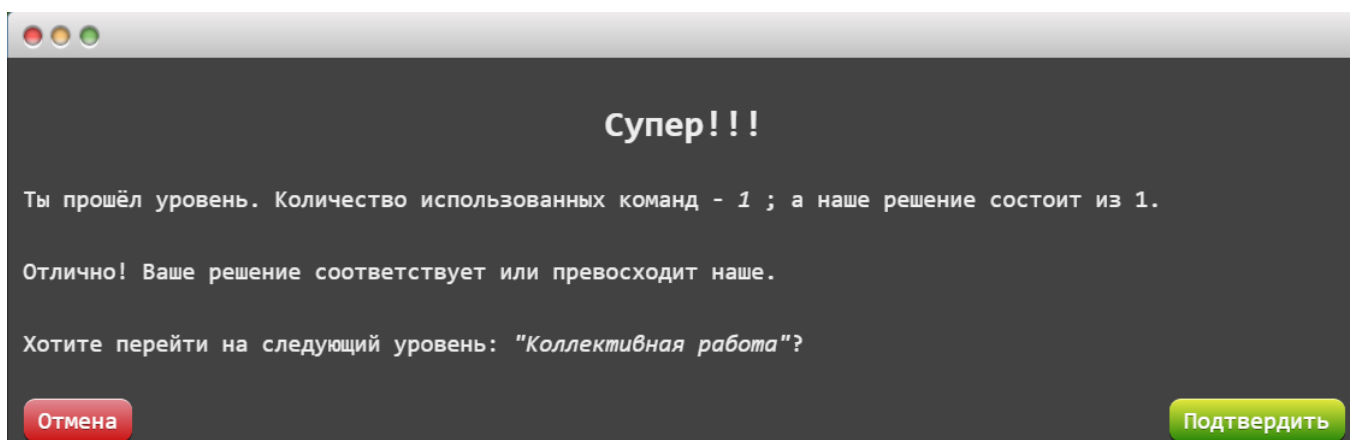 Супер!!!
Ты прошёл уровень. Количество использованных команд - 1 ; а наше решение состоит из 1.
Отлично! Ваше решение соответствует или превосходит наше.
Хотите перейти на следующий уровень: "Коллективная работа"?
Отмена
Подтвердить